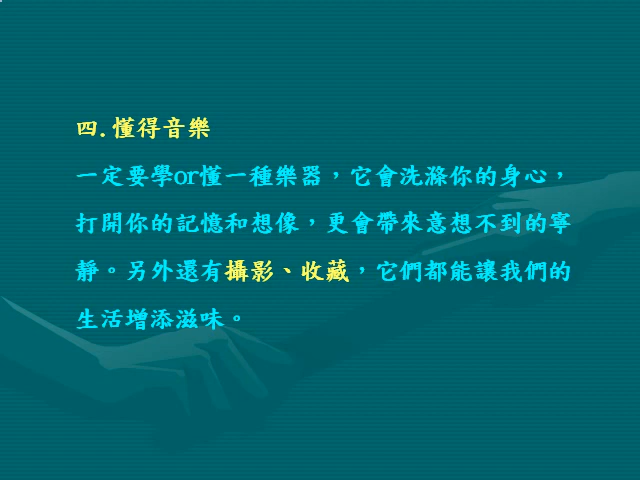 四.懂得音樂
一定要學or懂一種樂器，它會洗滌你的身心，
打開你的記憶和想像，更會帶來意想不到的寧
靜。另外還有攝影、收藏，它們都能讓我們的
生活增添滋味。